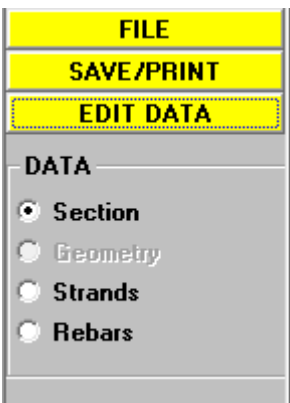 FILE
SAVE/PRINT
EDIT DATA
DATA
Section
Geometry
Strands
Rebars